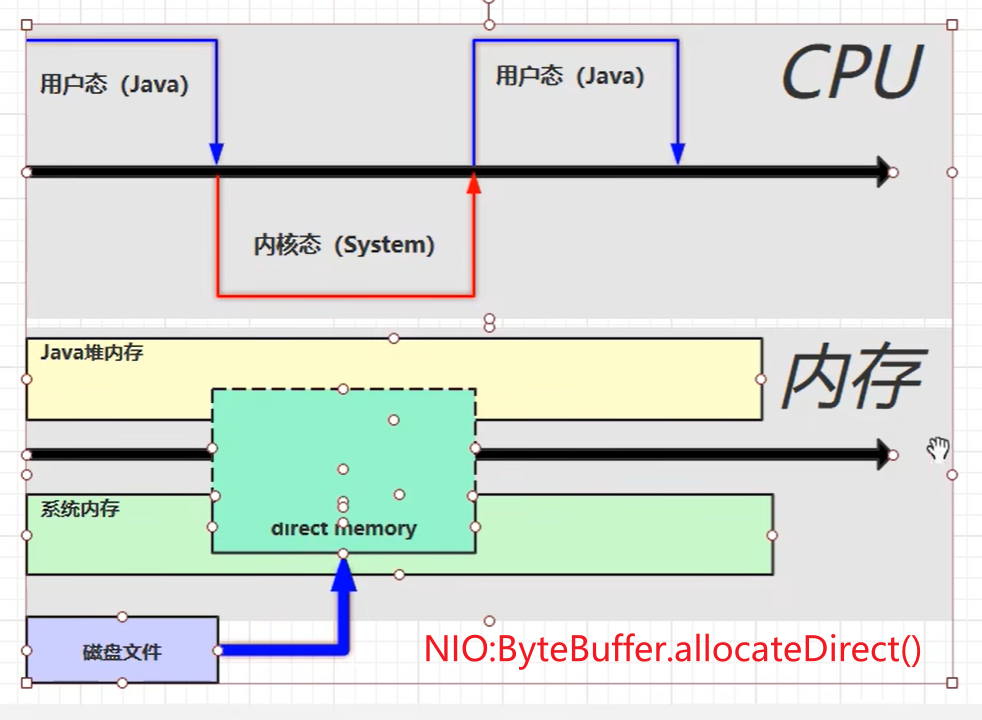 用户态（Java）
用户态（Java）
CPU
内核态（System）
Java堆内存
内存
系统内存
direct memory
磁盘文件
NIO:ByteBuffer.allocateDirect()